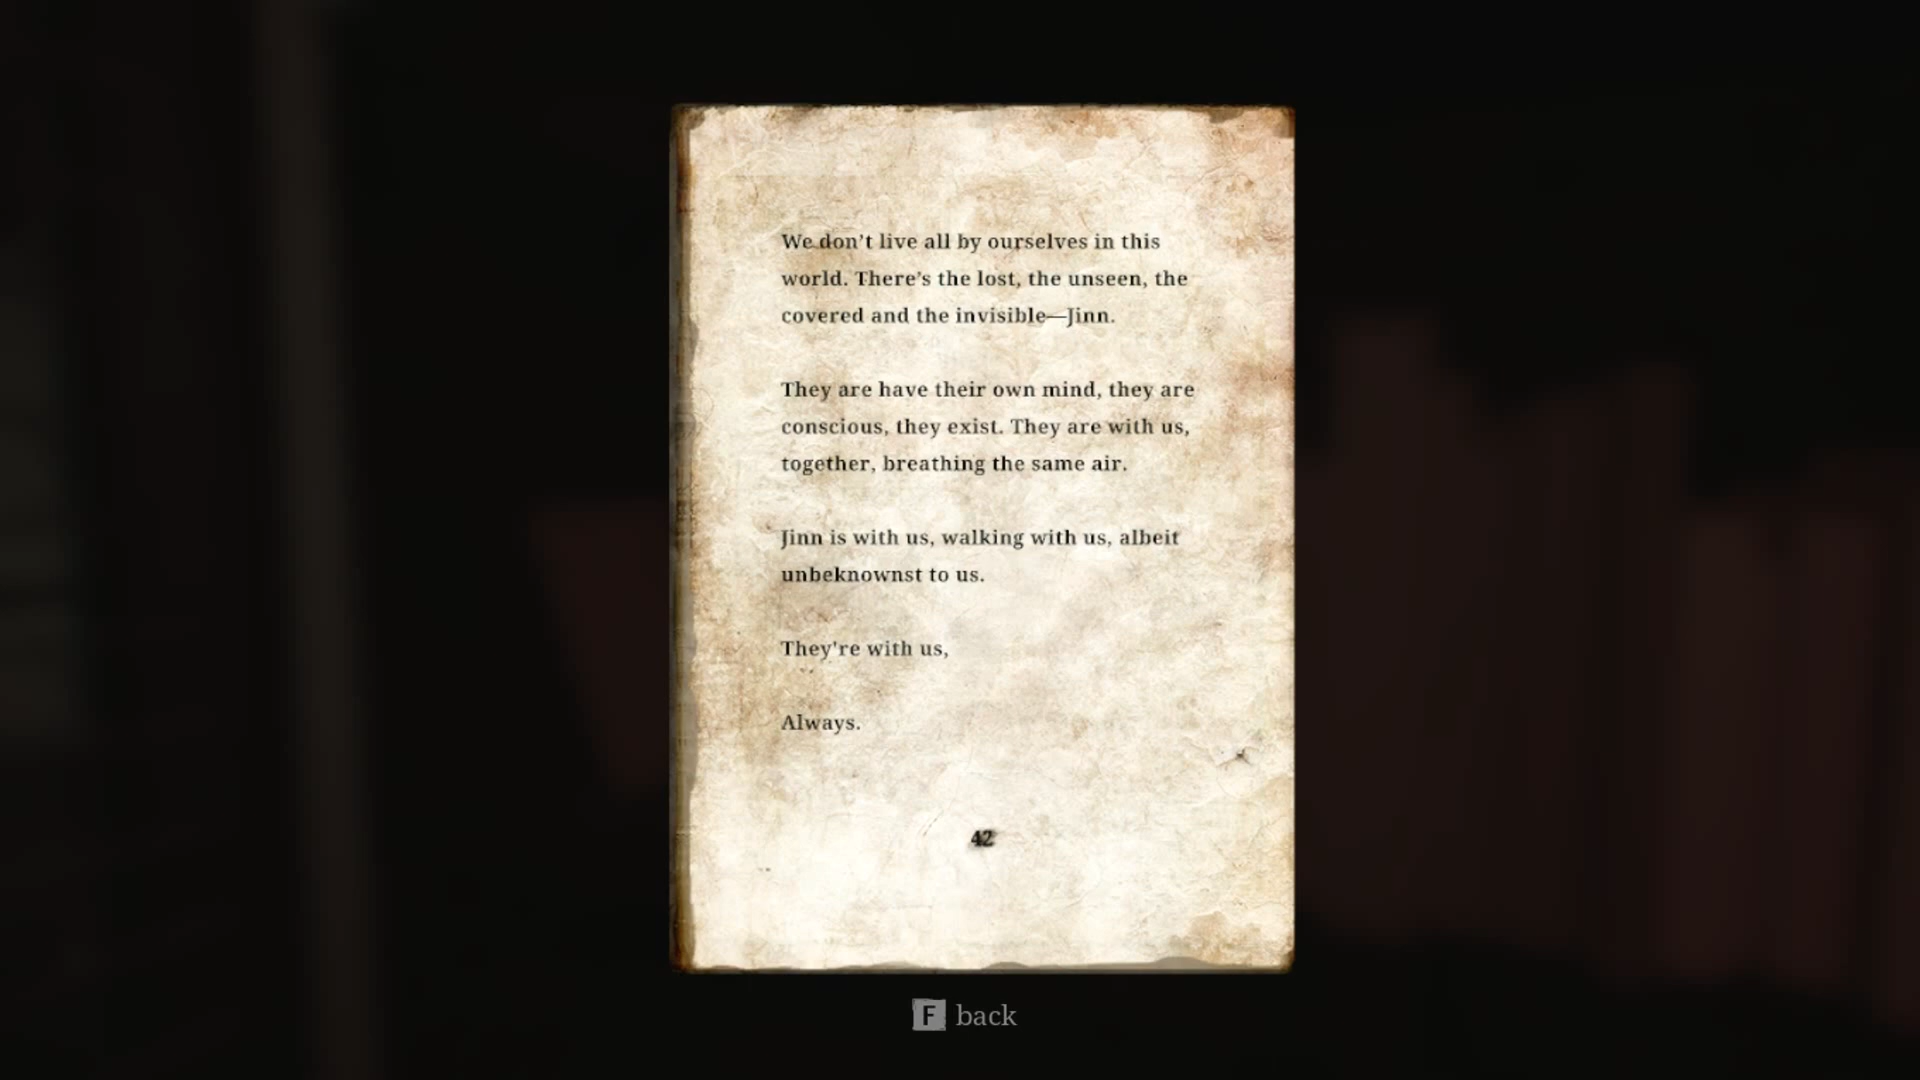 We don’t live all by ourselves in this
world. There’s the lost, the unseen, the
covered and the invisible—Jinn.
They are have their own mind, they are
conscious, they exist. They are with us,
together, breathing the same air.
Jinn is with us, walking with us, albeit
unbeknownst to us.
They're with us,
Always.
42
F back